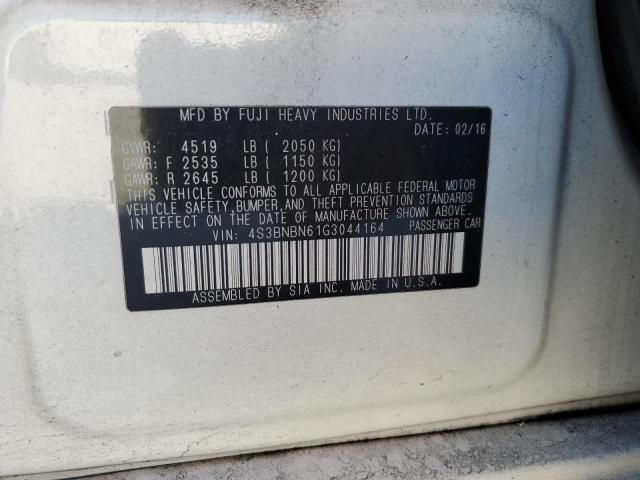 MFD BY FUJI HEAVY INDUSTRIES LTD.
DATE: 02/16
GVWR: 4519 LB ( 2050 KG)
GAWR: F 2535 LB ( 1150 KG)
GAWR: R 2645 LB ( 1200 KG)
THIS VEHICLE CONFORMS TO ALL APPLICABLE FEDERAL MOTOR
VEHICLE SAFETY, BUMPER, AND THEFT PREVENTION STANDARDS
IN EFFECT ON THE DATE OF MANUFACTURE SHOWN ABOVE.
VIN: 4S3BNBN61G3044164 PASSENGER CAR
ASSEMBLED BY SIA INC. MADE IN U.S.A.